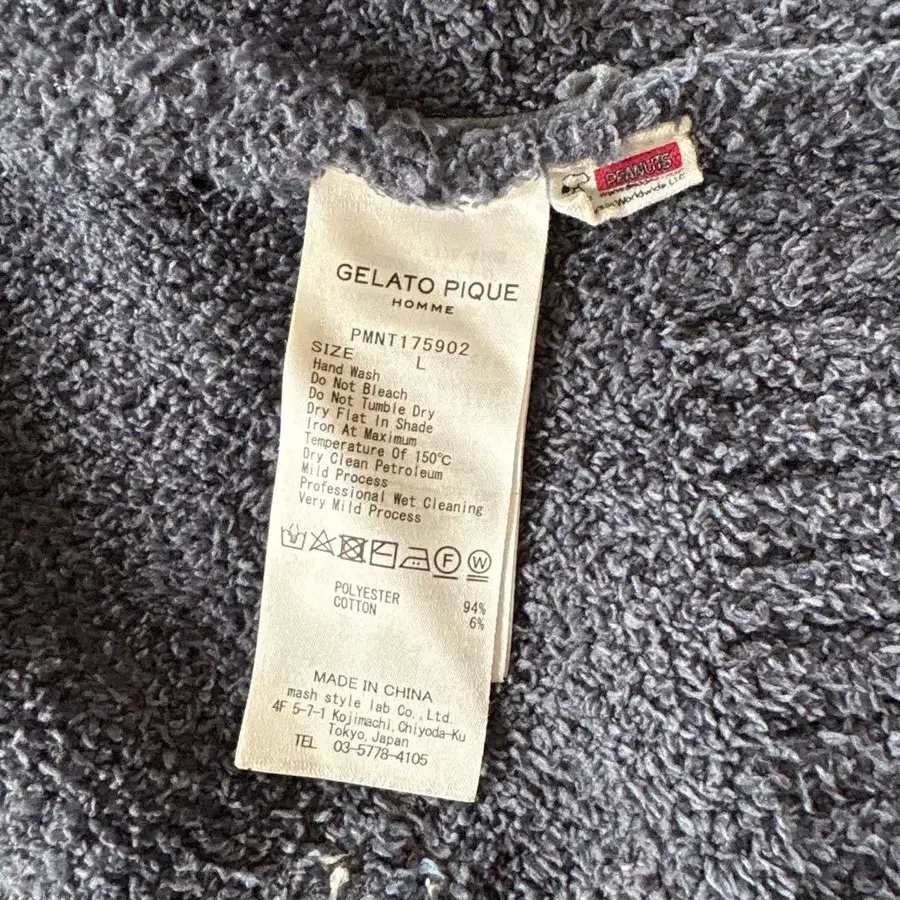 PEANUTS
Worldwide LLC
GELATO PIQUE
HOMME
PMNT175902
SIZE L
Hand Wash
Do Not Bleach
Do Not Tumble Dry
Dry Flat In Shade
Iron At Maximum
Temperature Of 150℃
Dry Clean Petroleum
Mild Process
Professional Wet Cleaning
Very Mild Process
F W
POLYESTER 94%
COTTON 6%
MADE IN CHINA
mash style lab Co., Ltd.
4F 5-7-1 Kojimachi, Chiyoda-Ku
Tokyo, Japan
TEL 03-5778-4105